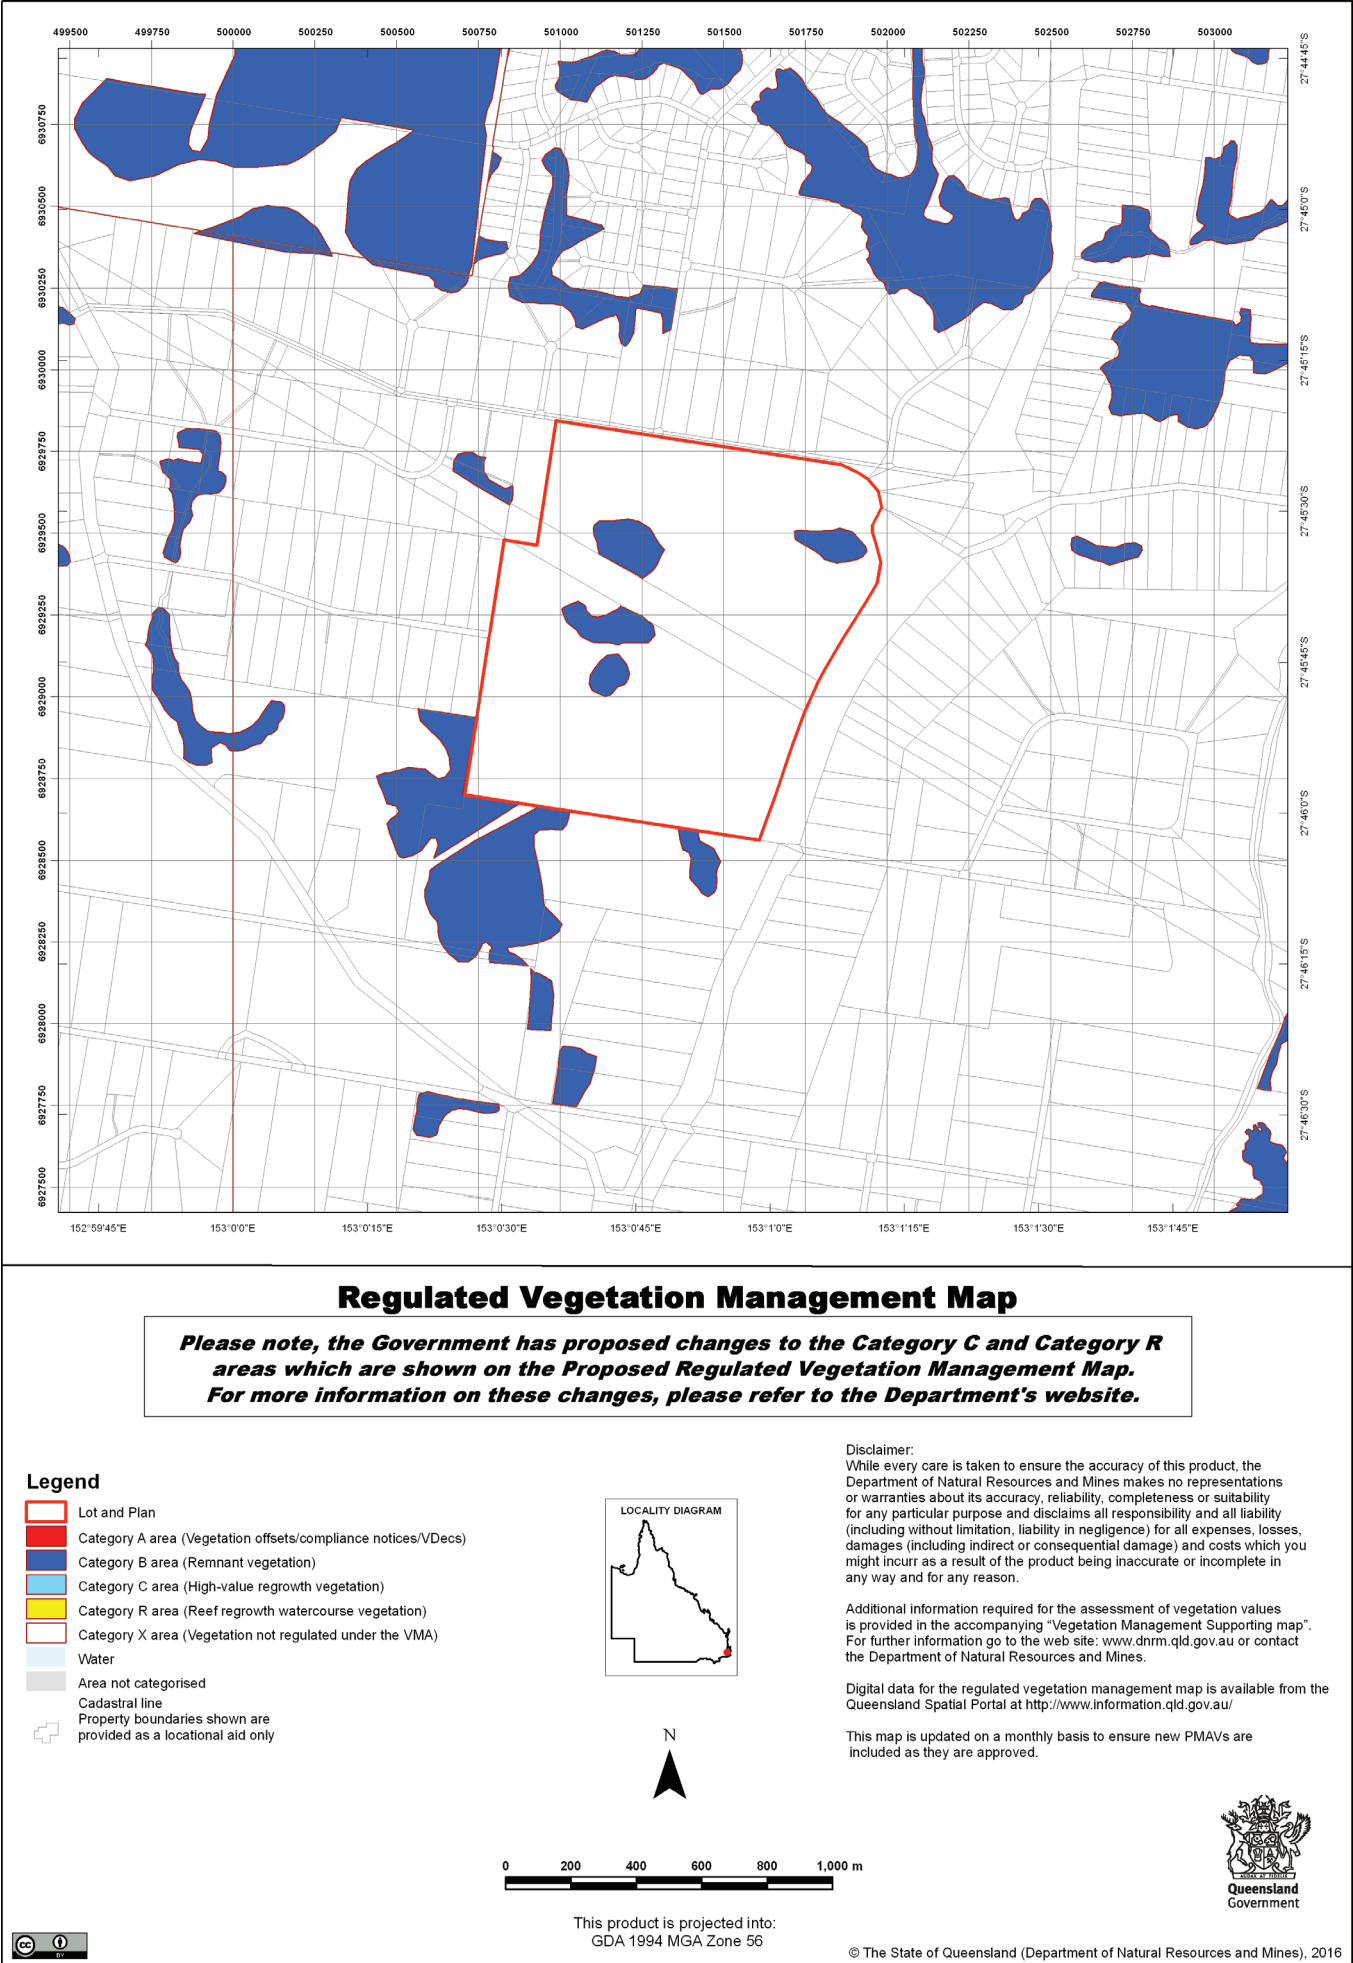 499500 499750 500000 500250 500500 500750 501000 501250 501500 501750 502000 502250 502500 502750 503000
27°44'45"S
6930750
6930500
27°45'0"S
6930250
27°45'15"S
6930000
6929750
27°45'30"S
6929500
6929250
27°45'45"S
6929000
6928750
27°46'0"S
6928500
6928250
27°46'15"S
6928000
6927750
27°46'30"S
6927500
152°59'45"E 153°0'0"E 153°0'15"E 153°0'30"E 153°0'45"E 153°1'0"E 153°1'15"E 153°1'30"E 153°1'45"E
Regulated Vegetation Management Map
Please note, the Government has proposed changes to the Category C and Category R
areas which are shown on the Proposed Regulated Vegetation Management Map.
For more information on these changes, please refer to the Department's website.
Legend
Lot and Plan
Category A area (Vegetation offsets/compliance notices/VDecs)
Category B area (Remnant vegetation)
Category C area (High-value regrowth vegetation)
Category R area (Reef regrowth watercourse vegetation)
Category X area (Vegetation not regulated under the VMA)
Water
Area not categorised
Cadastral line
Property boundaries shown are
provided as a locational aid only
LOCALITY DIAGRAM
N
0 200 400 600 800 1,000 m
This product is projected into:
GDA 1994 MGA Zone 56
Disclaimer:
While every care is taken to ensure the accuracy of this product, the
Department of Natural Resources and Mines makes no representations
or warranties about its accuracy, reliability, completeness or suitability
for any particular purpose and disclaims all responsibility and all liability
(including without limitation, liability in negligence) for all expenses, losses,
damages (including indirect or consequential damage) and costs which you
might incurr as a result of the product being inaccurate or incomplete in
any way and for any reason.
Additional information required for the assessment of vegetation values
is provided in the accompanying “Vegetation Management Supporting map”.
For further information go to the web site: www.dnrm.qld.gov.au or contact
the Department of Natural Resources and Mines.
Digital data for the regulated vegetation management map is available from the
Queensland Spatial Portal at http://www.information.qld.gov.au/
This map is updated on a monthly basis to ensure new PMAVs are
included as they are approved.
AUDAX AT FIDELIS
Queensland
Government
cc BY
© The State of Queensland (Department of Natural Resources and Mines), 2016